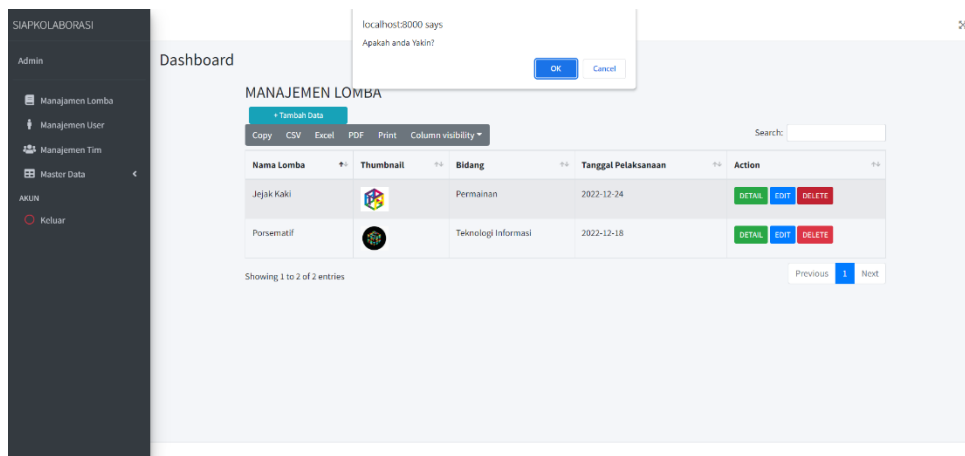 SIAPKOLABORASI
localhost:8000 says
Apakah anda Yakin?
OK Cancel
Admin
Dashboard
Manajamen Lomba
Manajemen User
Manajemen Tim
Master Data
AKUN
Keluar
MANAJEMEN LOMBA
+ Tambah Data
Copy CSV Excel PDF Print Column visibility
Search:
Nama Lomba Thumbnail Bidang Tanggal Pelaksanaan Action
Jejak Kaki Permainan 2022-12-24 DETAIL EDIT DELETE
Porsematif Teknologi Informasi 2022-12-18 DETAIL EDIT DELETE
Showing 1 to 2 of 2 entries
Previous 1 Next